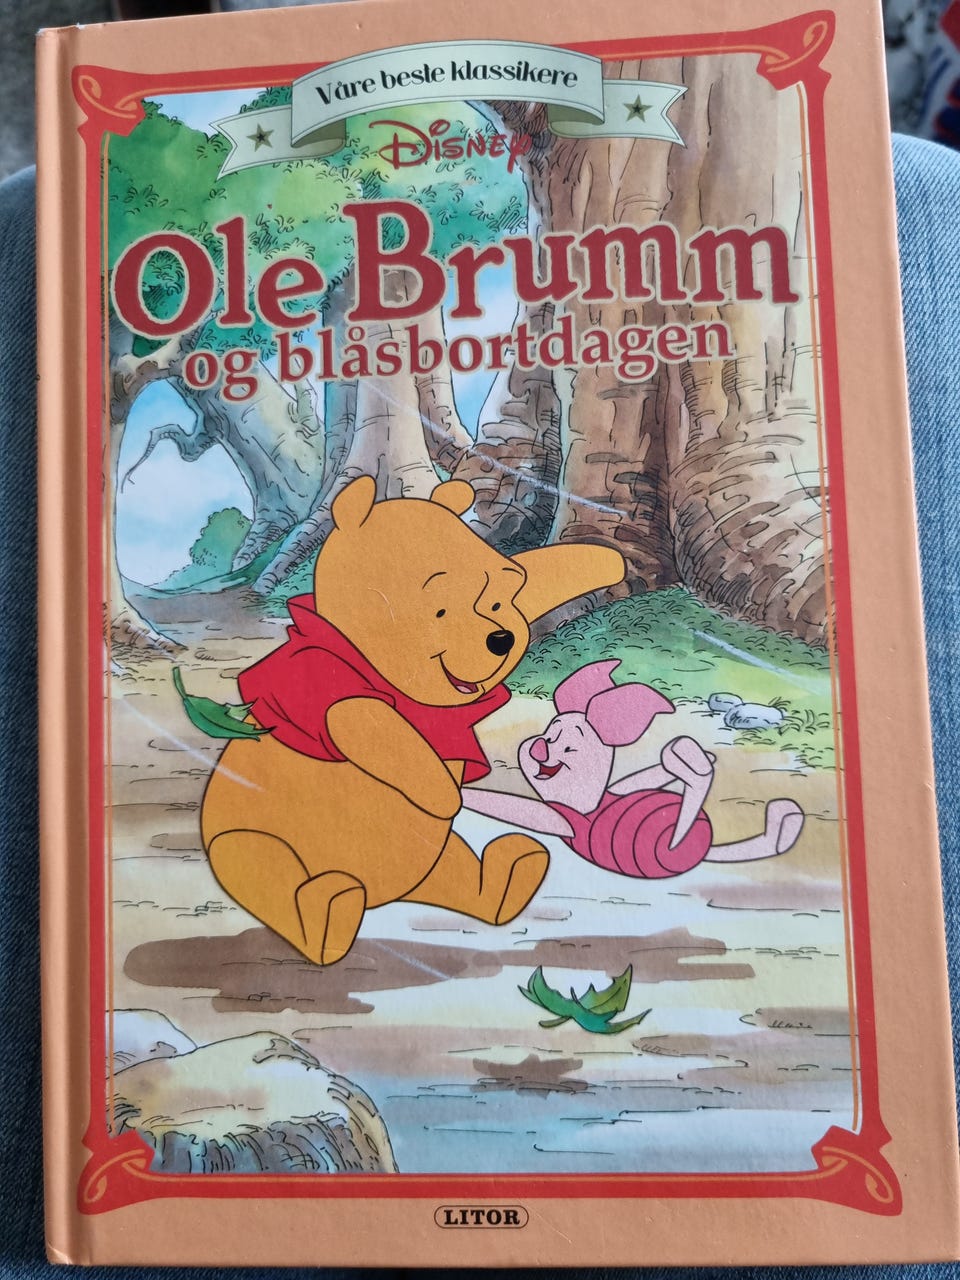 Våre beste klassikere
Disney
Ole Brumm
og blåsbortdagen
LITOR